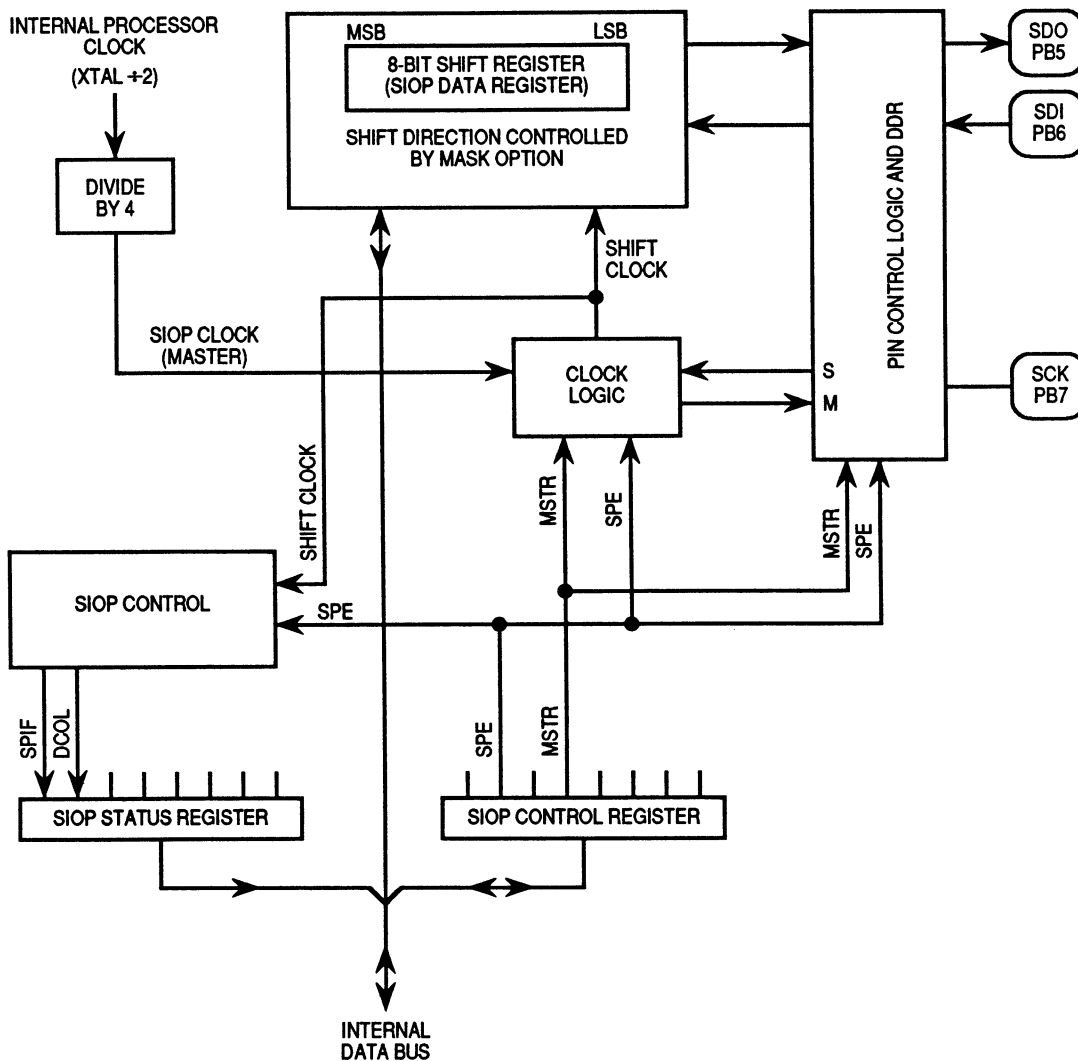 INTERNAL PROCESSOR
CLOCK
(XTAL ÷2)
DIVIDE
BY 4
MSB
LSB
8-BIT SHIFT REGISTER
(SIOP DATA REGISTER)
SHIFT DIRECTION CONTROLLED
BY MASK OPTION
PIN CONTROL LOGIC AND DDR
SDO
PB5
SDI
PB6
SHIFT
CLOCK
SIOP CLOCK
(MASTER)
CLOCK
LOGIC
S
M
SCK
PB7
SHIFT CLOCK
MSTR
SPE
MSTR
SPE
SIOP CONTROL
SPE
SPIF
DCOL
SPE
MSTR
SIOP STATUS REGISTER
SIOP CONTROL REGISTER
INTERNAL
DATA BUS